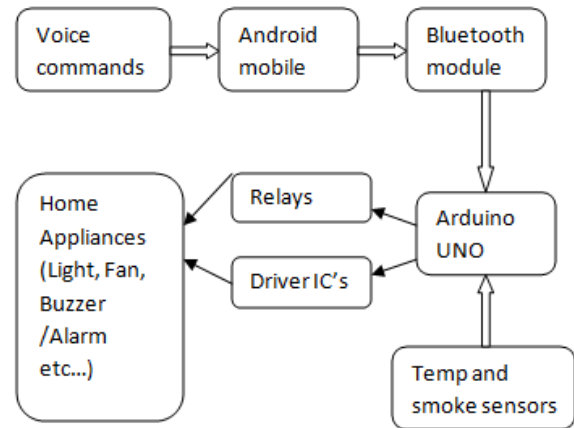 Voice
commands
Android
mobile
Bluetooth
module
Home
Appliances
(Light, Fan,
Buzzer
/Alarm
etc...)
Relays
Driver IC's
Arduino
UNO
Temp and
smoke sensors